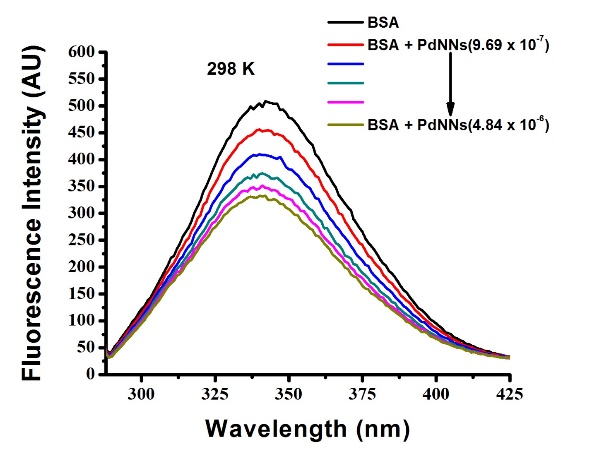 BSA
BSA + PdNNs(9.69 x 10⁻⁷)
BSA + PdNNs(4.84 x 10⁻⁶)
298 K
Fluorescence Intensity (AU)
600
550
500
450
400
350
300
250
200
150
100
50
0
300 325 350 375 400 425
Wavelength (nm)